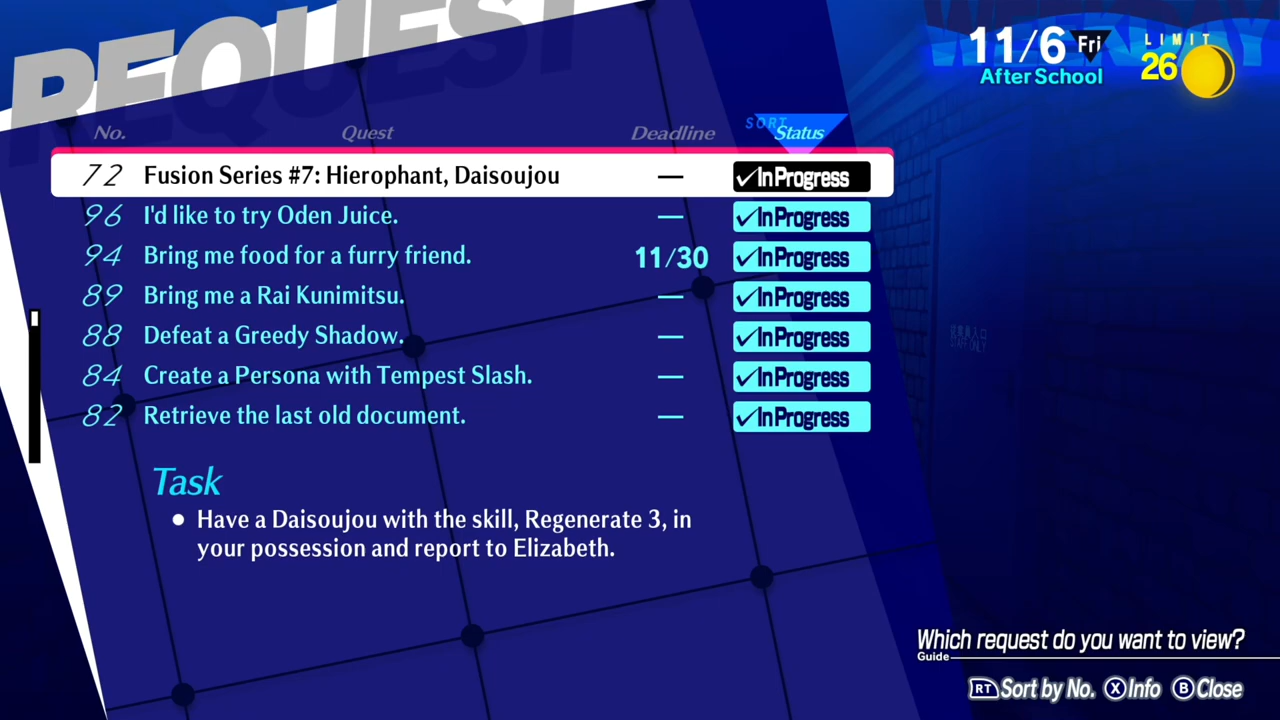 REQUEST
WEEKDAY
11/6 Fri
After School
LIMIT
26
No. Quest Deadline SORT Status
72 Fusion Series #7: Hierophant, Daisoujou — In Progress
96 I'd like to try Oden Juice. — In Progress
94 Bring me food for a furry friend. 11/30 In Progress
89 Bring me a Rai Kunimitsu. — In Progress
88 Defeat a Greedy Shadow. — In Progress
84 Create a Persona with Tempest Slash. — In Progress
82 Retrieve the last old document. — In Progress
Task
• Have a Daisoujou with the skill, Regenerate 3, in
your possession and report to Elizabeth.
Which request do you want to view?
Guide
RT Sort by No. X Info B Close